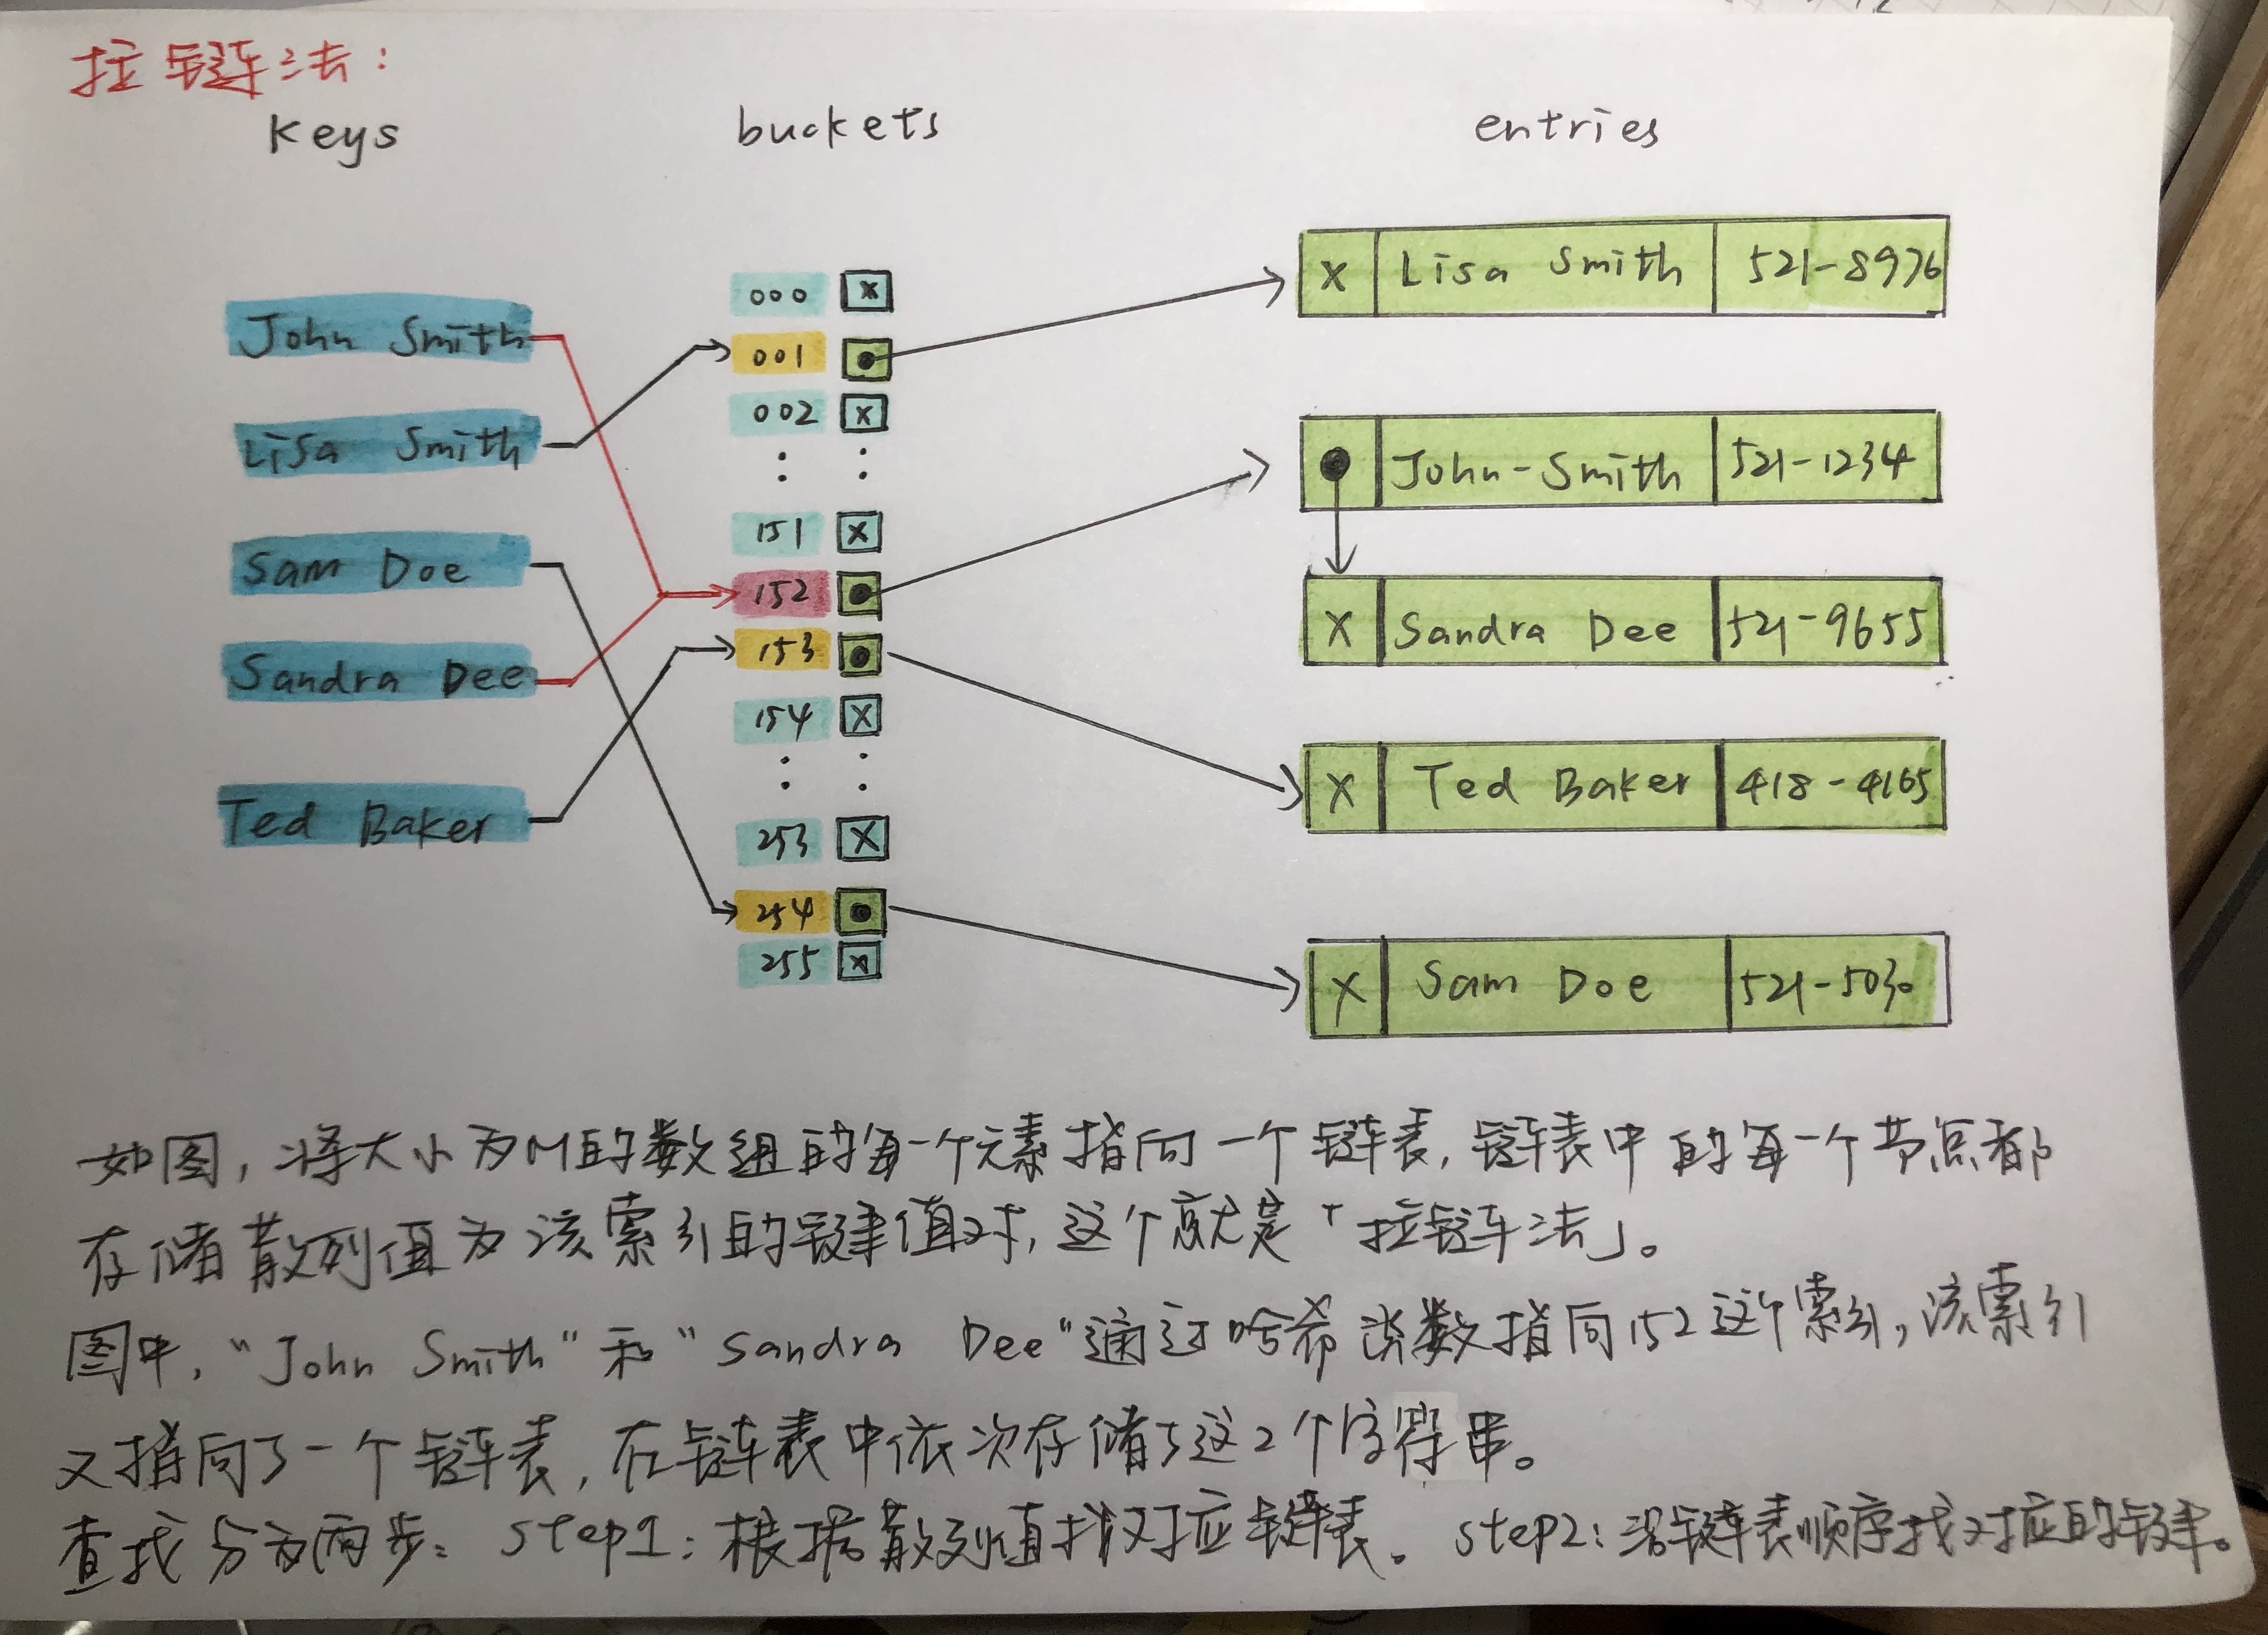 拉链法:
Keys buckets entries
John Smith
Lisa Smith
Sam Doe
Sandra Dee
Ted Baker
000 x
001
002 x
151 x
152
153
154 x
253 x
254
255 x
x Lisa Smith 521-8976
John-Smith 521-1234
x Sandra Dee 521-9655
x Ted Baker 418-4165
x Sam Doe 521-5030
如图,将大小为M的数组的每一个元素指向一个链表,链表中的每一个节点都
存储散列值为该索引的键值对,这个就是「拉链法」。
图中,"John Smith"和"Sandra Dee"通过哈希函数指向152这个索引,该索引
又指向了一个链表,在链表中依次存储了这2个字符串。
查找分为两步: step1:根据散列值找对应链表。 step2:沿链表顺序找对应的键。